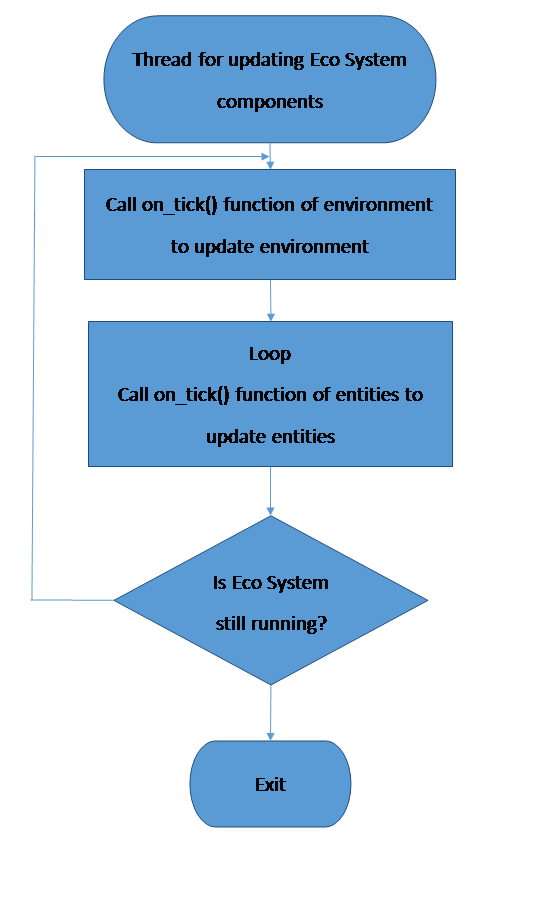 Thread for updating Eco System
components
Call on_tick() function of environment
to update environment
Loop
Call on_tick() function of entities to
update entities
Is Eco System
still running?
Exit